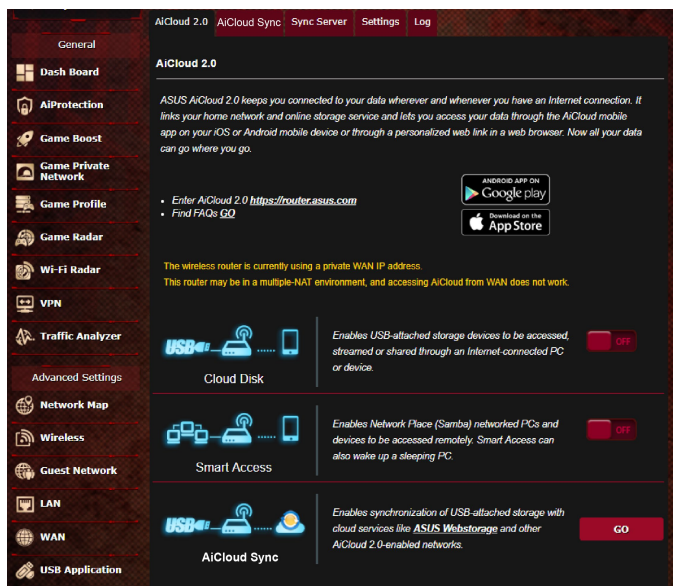 AiCloud 2.0 AiCloud Sync Sync Server Settings Log
General
Dash Board
AiProtection
Game Boost
Game Private
Network
Game Profile
Game Radar
Wi-Fi Radar
VPN
Traffic Analyzer
Advanced Settings
Network Map
Wireless
Guest Network
LAN
WAN
USB Application
AiCloud 2.0
ASUS AiCloud 2.0 keeps you connected to your data wherever and whenever you have an Internet connection. It
links your home network and online storage service and lets you access your data through the AiCloud mobile
app on your iOS or Android mobile device or through a personalized web link in a web browser. Now all your data
can go where you go.
Enter AiCloud 2.0 https://router.asus.com
Find FAQs GO
ANDROID APP ON
Google play
Download on the
App Store
The wireless router is currently using a private WAN IP address.
This router may be in a multiple-NAT environment, and accessing AiCloud from WAN does not work.
USB
Cloud Disk
Enables USB-attached storage devices to be accessed,
streamed or shared through an Internet-connected PC
or device.
OFF
Smart Access
Enables Network Place (Samba) networked PCs and
devices to be accessed remotely. Smart Access can
also wake up a sleeping PC.
OFF
USB
AiCloud Sync
Enables synchronization of USB-attached storage with
cloud services like ASUS Webstorage and other
AiCloud 2.0-enabled networks.
GO